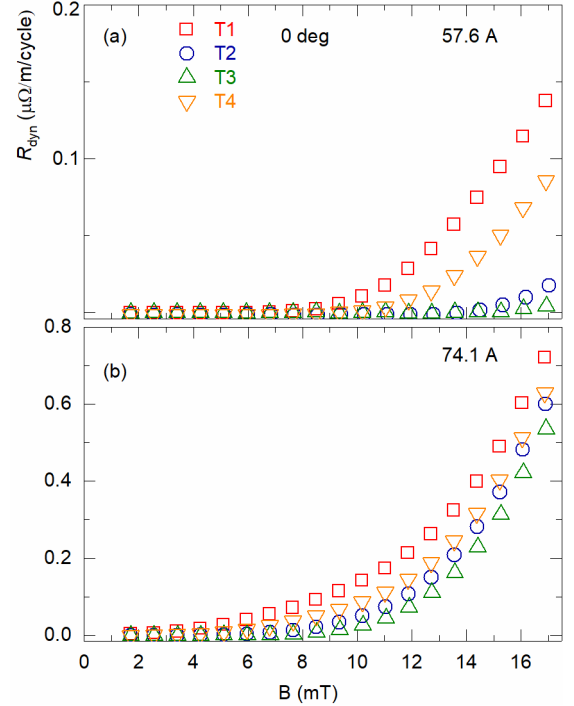 0.2
(a)
T1
0 deg
57.6 A
T2
T3
T4
0.1
R_dyn (μΩ/m/cycle)
0.8
(b)
74.1 A
0.6
0.4
0.2
0.0
0 2 4 6 8 10 12 14 16
B (mT)